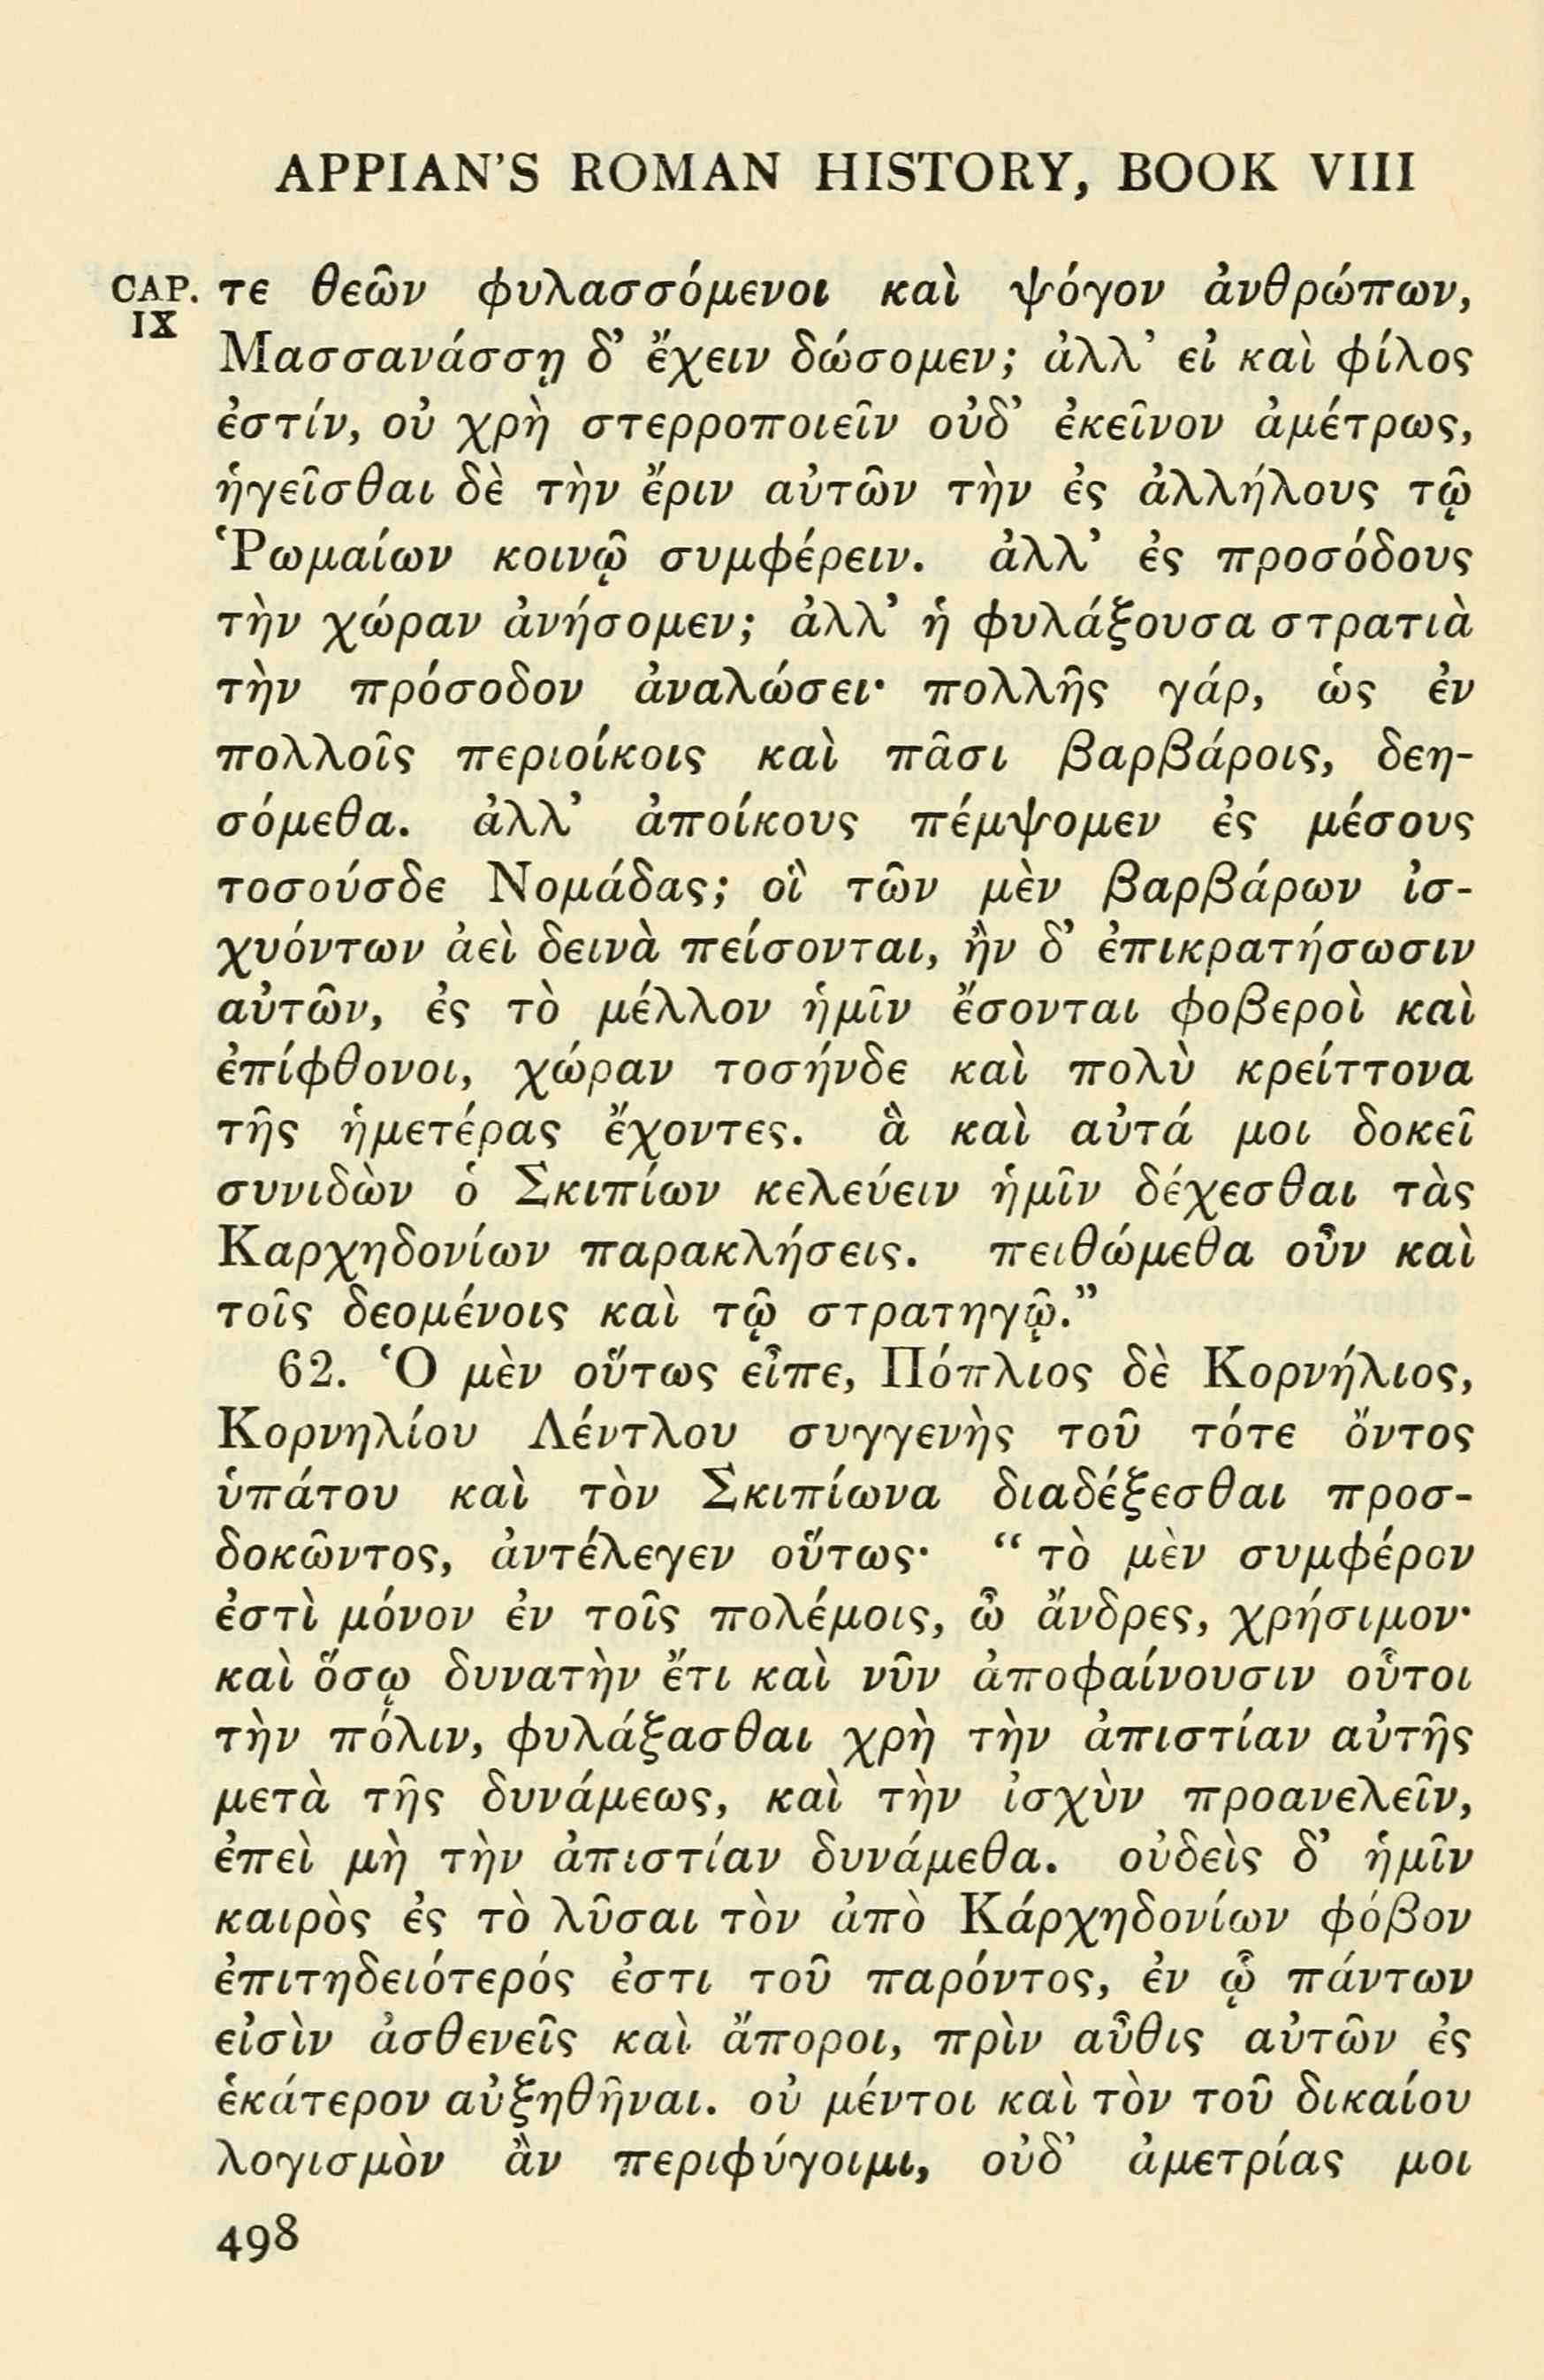 APPIAN'S ROMAN HISTORY, BOOK VIII
CAP. IX
τε θεῶν φυλασσόμενοι καὶ ψόγον ἀνθρώπων,
Μασσανάσσῃ δ' ἔχειν δώσομεν; ἀλλ' εἰ καὶ φίλος
ἐστίν, οὐ χρὴ στερροποιεῖν οὐδ' ἐκεῖνον ἀμέτρως,
ἡγεῖσθαι δὲ τὴν ἔριν αὐτῶν τὴν ἐς ἀλλήλους τῷ
Ῥωμαίων κοινῷ συμφέρειν. ἀλλ' ἐς προσόδους
τὴν χώραν ἀνήσομεν; ἀλλ' ἡ φυλάξουσα στρατιὰ
τὴν πρόσοδον ἀναλώσει· πολλῆς γάρ, ὡς ἐν
πολλοῖς περιοίκοις καὶ πᾶσι βαρβάροις, δεη-
σόμεθα. ἀλλ' ἀποίκους πέμψομεν ἐς μέσους
τοσούσδε Νομάδας; οἳ τῶν μὲν βαρβάρων ἰσ-
χυόντων ἀεὶ δεινὰ πείσονται, ἢν δ' ἐπικρατήσωσιν
αὐτῶν, ἐς τὸ μέλλον ἡμῖν ἔσονται φοβεροὶ καὶ
ἐπίφθονοι, χώραν τοσήνδε καὶ πολὺ κρείττονα
τῆς ἡμετέρας ἔχοντες. ἃ καὶ αὐτά μοι δοκεῖ
συνιδὼν ὁ Σκιπίων κελεύειν ἡμῖν δέχεσθαι τὰς
Καρχηδονίων παρακλήσεις. πειθώμεθα οὖν καὶ
τοῖς δεομένοις καὶ τῷ στρατηγῷ.”
62. Ὁ μὲν οὕτως εἶπε, Πόπλιος δὲ Κορνήλιος,
Κορνηλίου Λέντλου συγγενὴς τοῦ τότε ὄντος
ὑπάτου καὶ τὸν Σκιπίωνα διαδέξεσθαι προσ-
δοκῶντος, ἀντέλεγεν οὕτως· “ τὸ μὲν συμφέρον
ἐστὶ μόνον ἐν τοῖς πολέμοις, ὦ ἄνδρες, χρήσιμον·
καὶ ὅσῳ δυνατὴν ἔτι καὶ νῦν ἀποφαίνουσιν οὗτοι
τὴν πόλιν, φυλάξασθαι χρὴ τὴν ἀπιστίαν αὐτῆς
μετὰ τῆς δυνάμεως, καὶ τὴν ἰσχὺν προανελεῖν,
ἐπεὶ μὴ τὴν ἀπιστίαν δυνάμεθα. οὐδεὶς δ' ἡμῖν
καιρὸς ἐς τὸ λῦσαι τὸν ἀπὸ Κάρχηδονίων φόβον
ἐπιτηδειότερός ἐστι τοῦ παρόντος, ἐν ᾧ πάντων
εἰσὶν ἀσθενεῖς καὶ ἄποροι, πρὶν αὖθις αὐτῶν ἐς
ἑκάτερον αὐξηθῆναι. οὐ μέντοι καὶ τὸν τοῦ δικαίου
λογισμὸν ἂν περιφύγοιμι, οὐδ' ἀμετρίας μοι
498